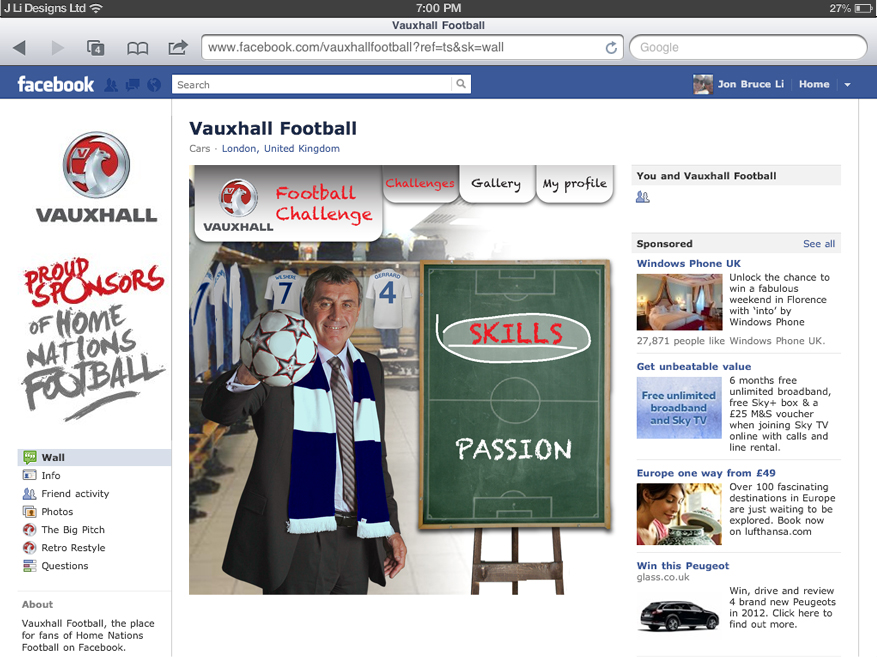 J Li Designs Ltd
7:00 PM
27%
Vauxhall Football
4
www.facebook.com/vauxhallfootball?ref=ts&sk=wall
Google
facebook
Search
Jon Bruce Li
Home
VAUXHALL
PROUD
SPONSORS
OF HOME
NATIONS
FOOTBALL
Wall
Info
Friend activity
Photos
The Big Pitch
Retro Restyle
Questions
About
Vauxhall Football, the place
for fans of Home Nations
Football on Facebook.
Vauxhall Football
Cars · London, United Kingdom
VAUXHALL
Football
Challenge
Challenges
Gallery
My profile
WILSHERE
7
GERRARD
4
SKILLS
PASSION
You and Vauxhall Football
Sponsored
See all
Windows Phone UK
Unlock the chance to
win a fabulous
weekend in Florence
with 'into' by
Windows Phone
27,871 people like Windows Phone UK.
Get unbeatable value
Free unlimited
broadband
and Sky TV
6 months free
unlimited broadband,
free Sky+ box & a
£25 M&S voucher
when joining Sky TV
online with calls and
line rental.
Europe one way from £49
Over 100 fascinating
destinations in Europe
are just waiting to be
explored. Book now
on lufthansa.com
Win this Peugeot
glass.co.uk
Win, drive and review
4 brand new Peugeots
in 2012. Click here to
find out more.